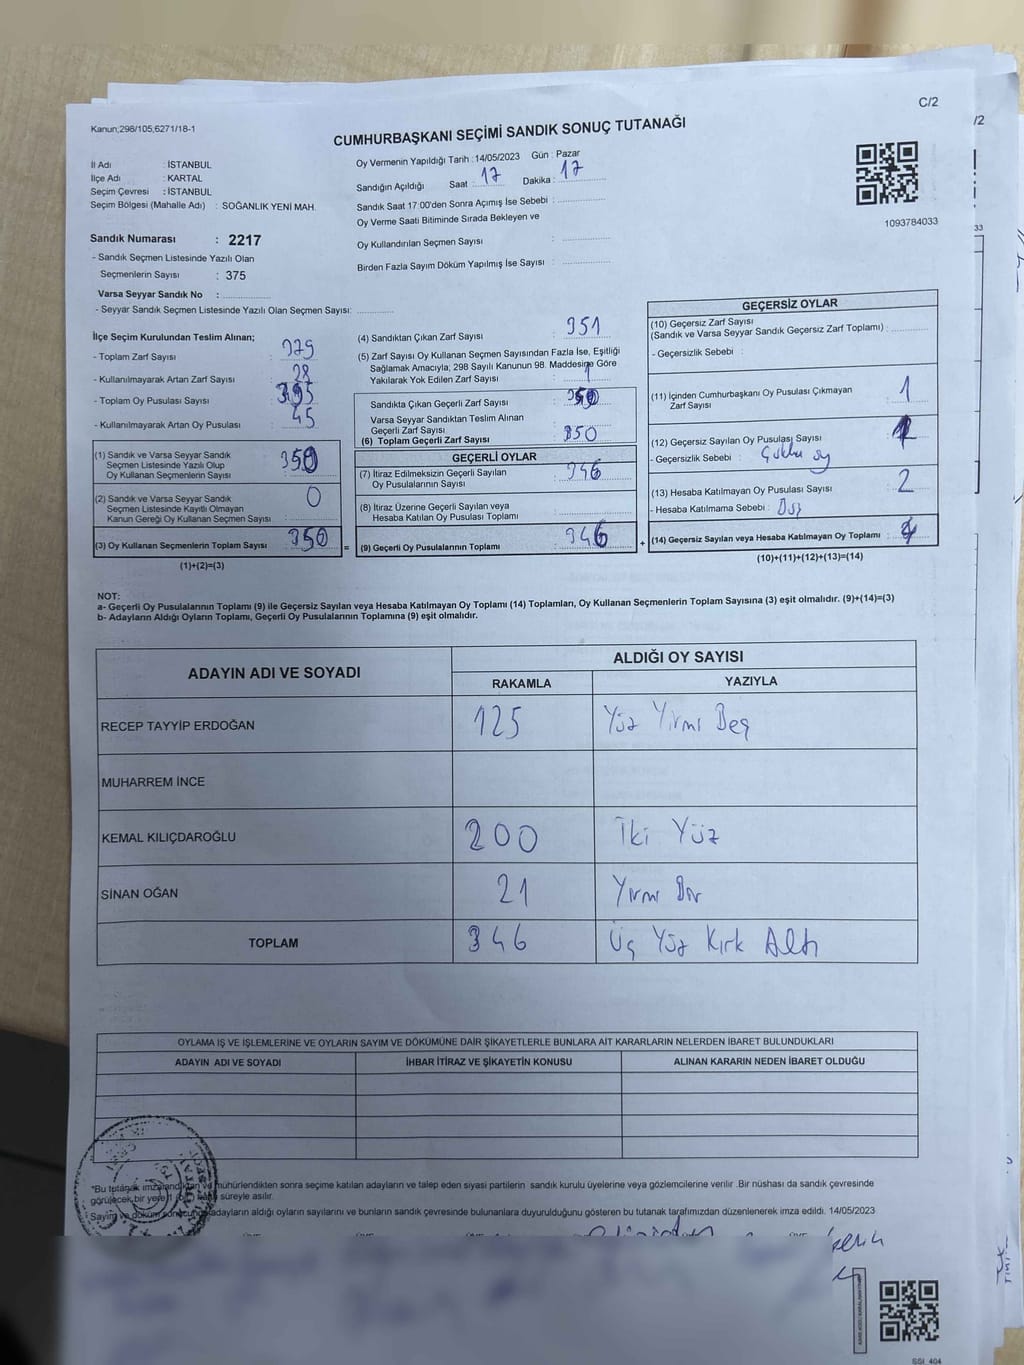 C/2
Kanun;298/105,6271/18-1
CUMHURBAŞKANI SEÇİMİ SANDIK SONUÇ TUTANAĞI
İl Adı : İSTANBUL
İlçe Adı : KARTAL
Seçim Çevresi : İSTANBUL
Seçim Bölgesi (Mahalle Adı) : SOĞANLIK YENİ MAH.
Oy Vermenin Yapıldığı Tarih : 14/05/2023 Gün : Pazar
Sandığın Açıldığı Saat : 17 Dakika : 17
Sandık Saat 17:00'den Sonra Açımış İse Sebebi :
Oy Verme Saati Bitiminde Sırada Bekleyen ve
Oy Kullandırılan Seçmen Sayısı :
Birden Fazla Sayım Döküm Yapılmış İse Sayısı :
1093784033
Sandık Numarası : 2217
- Sandık Seçmen Listesinde Yazılı Olan
Seçmenlerin Sayısı : 375
Varsa Seyyar Sandık No :
- Seyyar Sandık Seçmen Listesinde Yazılı Olan Seçmen Sayısı:
İlçe Seçim Kurulundan Teslim Alınan;
- Toplam Zarf Sayısı : 379
- Kullanılmayarak Artan Zarf Sayısı : 28
- Toplam Oy Pusulası Sayısı : 395
- Kullanılmayarak Artan Oy Pusulası : 45
(1) Sandık ve Varsa Seyyar Sandık
Seçmen Listesinde Yazılı Olup
Oy Kullanan Seçmenlerin Sayısı : 350
(2) Sandık ve Varsa Seyyar Sandık
Seçmen Listesinde Kayıtlı Olmayan
Kanun Gereği Oy Kullanan Seçmen Sayısı : 0
(3) Oy Kullanan Seçmenlerin Toplam Sayısı : 350
(1)+(2)=(3)
(4) Sandıktan Çıkan Zarf Sayısı : 351
(5) Zarf Sayısı Oy Kullanan Seçmen Sayısından Fazla İse, Eşitliği
Sağlamak Amacıyla, 298 Sayılı Kanunun 98. Maddesine Göre
Yakılarak Yok Edilen Zarf Sayısı : 1
Sandıkta Çıkan Geçerli Zarf Sayısı : 350
Varsa Seyyar Sandıktan Teslim Alınan
Geçerli Zarf Sayısı :
(6) Toplam Geçerli Zarf Sayısı : 350
GEÇERLİ OYLAR
(7) İtiraz Edilmeksizin Geçerli Sayılan
Oy Pusulalarının Sayısı : 346
(8) İtiraz Üzerine Geçerli Sayılan veya
Hesaba Katılan Oy Pusulası Toplamı :
= (9) Geçerli Oy Pusulalarının Toplamı : 346 +
GEÇERSİZ OYLAR
(10) Geçersiz Zarf Sayısı
(Sandık ve Varsa Seyyar Sandık Geçersiz Zarf Toplamı) :
- Geçersizlik Sebebi :
(11) İçinden Cumhurbaşkanı Oy Pusulası Çıkmayan
Zarf Sayısı : 1
(12) Geçersiz Sayılan Oy Pusulası Sayısı : 1
- Geçersizlik Sebebi :
(13) Hesaba Katılmayan Oy Pusulası Sayısı : 2
- Hesaba Katılmama Sebebi :
(14) Geçersiz Sayılan veya Hesaba Katılmayan Oy Toplamı : 4
(10)+(11)+(12)+(13)=(14)
NOT:
a- Geçerli Oy Pusulalarının Toplamı (9) ile Geçersiz Sayılan veya Hesaba Katılmayan Oy Toplamı (14) Toplamları, Oy Kullanan Seçmenlerin Toplam Sayısına (3) eşit olmalıdır. (9)+(14)=(3)
b- Adayların Aldığı Oyların Toplamı, Geçerli Oy Pusulalarının Toplamına (9) eşit olmalıdır.
ADAYIN ADI VE SOYADI ALDIĞI OY SAYISI
RAKAMLA YAZIYLA
RECEP TAYYİP ERDOĞAN 125 Yüz Yirmi Beş
MUHARREM İNCE
KEMAL KILIÇDAROĞLU 200 İki Yüz
SİNAN OĞAN 21 Yirmi Bir
TOPLAM 346 Üç Yüz Kırk Altı
OYLAMA İŞ VE İŞLEMLERİNE VE OYLARIN SAYIM VE DÖKÜMÜNE DAİR ŞİKAYETLERLE BUNLARA AİT KARARLARIN NELERDEN İBARET BULUNDUKLARI
ADAYIN ADI VE SOYADI İHBAR İTİRAZ VE ŞİKAYETİN KONUSU ALINAN KARARIN NEDEN İBARET OLDUĞU
"Bu tutanak mühürlendikten sonra seçime katılan adayların ve talep eden siyasi partilerin sandık kurulu üyelerine veya gözlemcilerine verilir .Bir nüshası da sandık çevresinde
görülecek bir yere süreyle asılır.
Sayım ve döküm adayların aldığı oyların sayılarını ve bunların sandık çevresinde bulunanlara duyurulduğunu gösteren bu tutanak tarafımızdan düzenlenerek imza edildi. 14/05/2023
SSI 404
/2
33